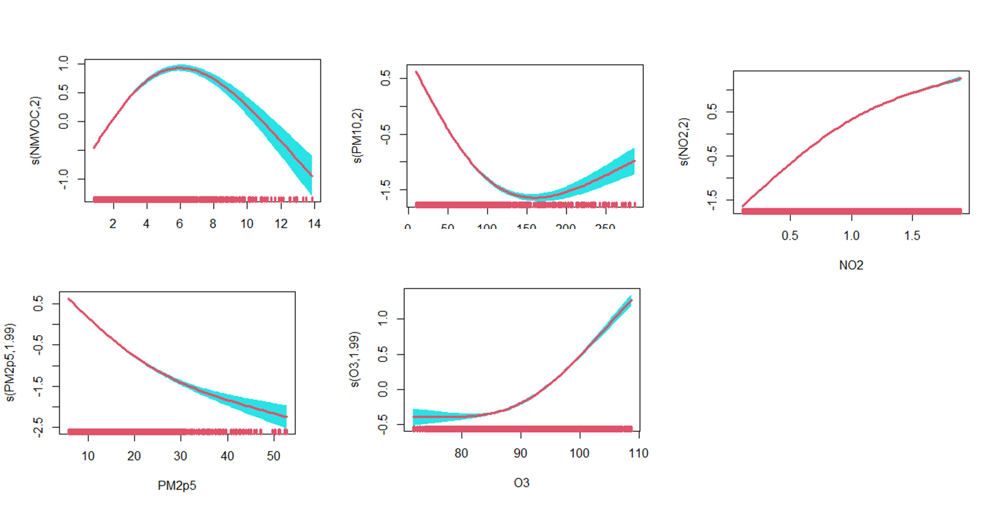 s(NMVOC,2)
1.0
0.5
0.0
-1.0
2 4 6 8 10 12 14
s(PM10,2)
0.5
-0.5
-1.5
0 50 100 150 200 250
s(NO2,2)
0.5
-0.5
-1.5
0.5 1.0 1.5
NO2
s(PM2p5,1.99)
0.5
-0.5
-1.5
-2.5
10 20 30 40 50
PM2p5
s(O3,1.99)
1.0
0.5
0.0
-0.5
80 90 100 110
O3